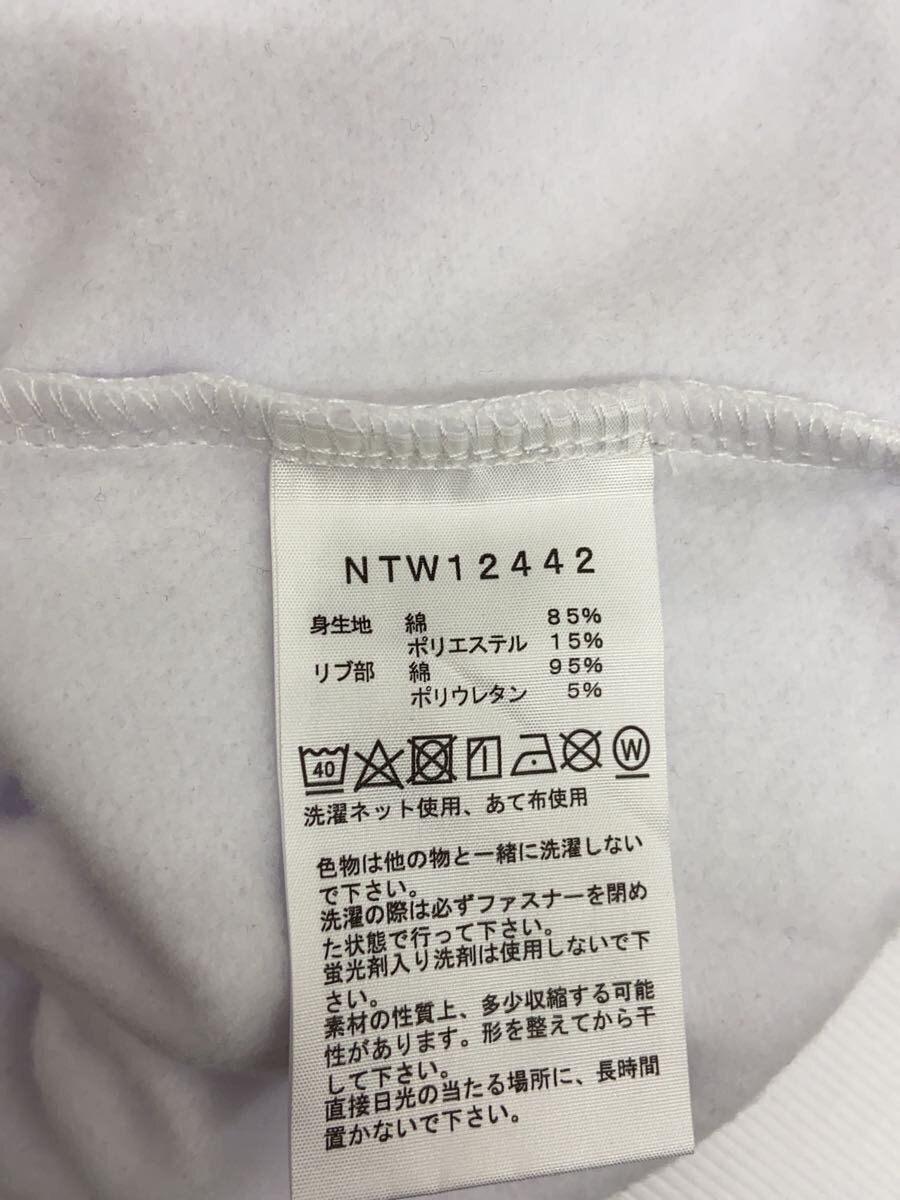 NTW12442
身生地 綿 85%
ポリエステル 15%
リブ部 綿 95%
ポリウレタン 5%
40 W
洗濯ネット使用、あて布使用
色物は他の物と一緒に洗濯しない
で下さい。
洗濯の際は必ずファスナーを閉め
た状態で行って下さい。
蛍光剤入り洗剤は使用しないで下
さい。
素材の性質上、多少収縮する可能
性があります。形を整えてから干
して下さい。
直接日光の当たる場所に、長時間
置かないで下さい。